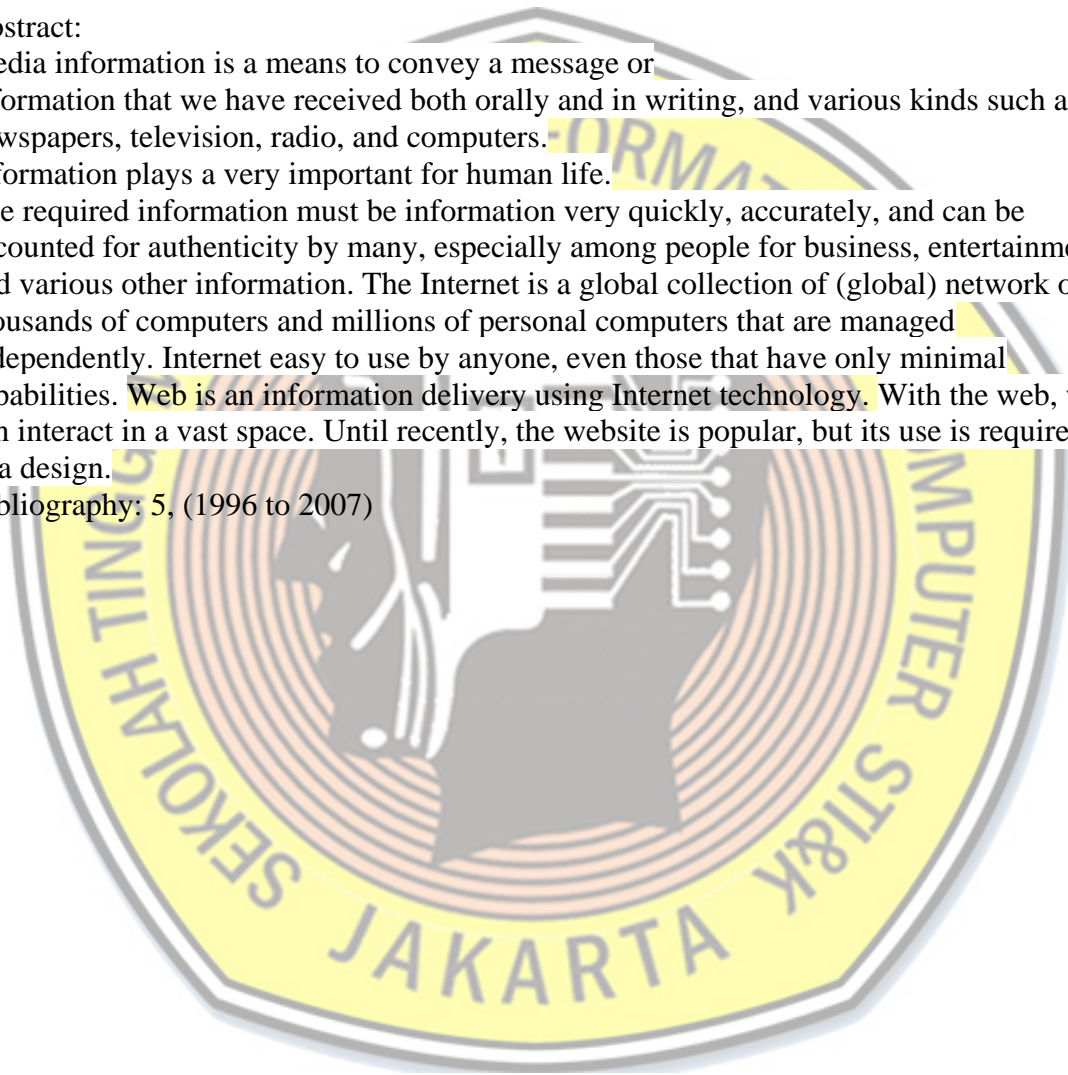 bstract:
edia information is a means to convey a message or
formation that we have received both orally and in writing, and various kinds such a
wspapers, television, radio, and computers.
formation plays a very important for human life.
e required information must be information very quickly, accurately, and can be
counted for authenticity by many, especially among people for business, entertainme
d various other information. The Internet is a global collection of (global) network o
ousands of computers and millions of personal computers that are managed
dependently. Internet easy to use by anyone, even those that have only minimal
pabilities. Web is an information delivery using Internet technology. With the web,
n interact in a vast space. Until recently, the website is popular, but its use is require
a design.
bliography: 5, (1996 to 2007)
SEKOLAH TINGG
FORMAT
OMPUTER STI&K
JAKARTA